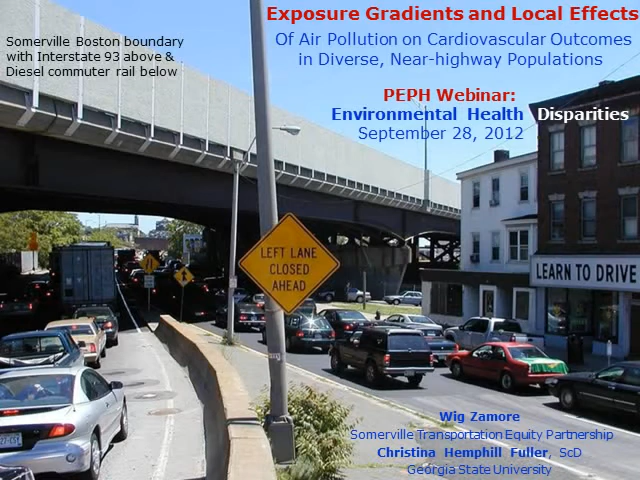 Exposure Gradients and Local Effects
Of Air Pollution on Cardiovascular Outcomes
in Diverse, Near-highway Populations
Somerville Boston boundary
with Interstate 93 above &
Diesel commuter rail below
PEPH Webinar:
Environmental Health Disparities
September 28, 2012
LEFT LANE
CLOSED
AHEAD
LEARN TO DRIVE
Wig Zamore
Somerville Transportation Equity Partnership
Christina Hemphill Fuller, ScD
Georgia State University